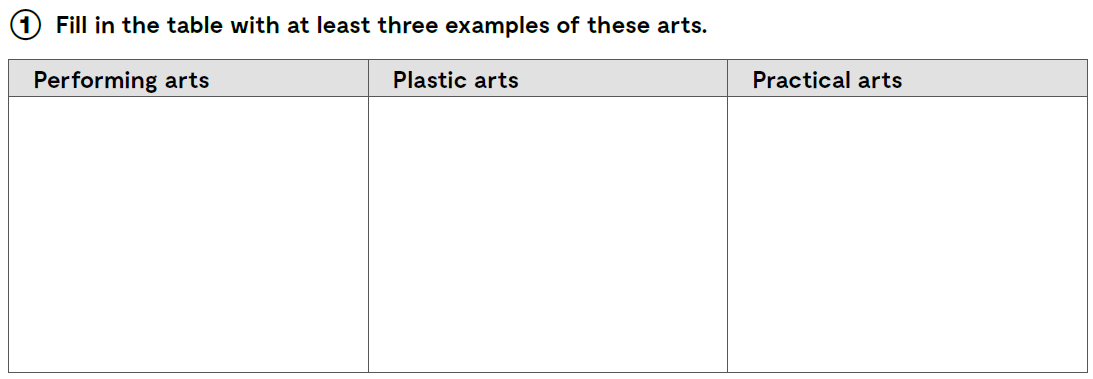 ① Fill in the table with at least three examples of these arts.
Performing arts Plastic arts Practical arts